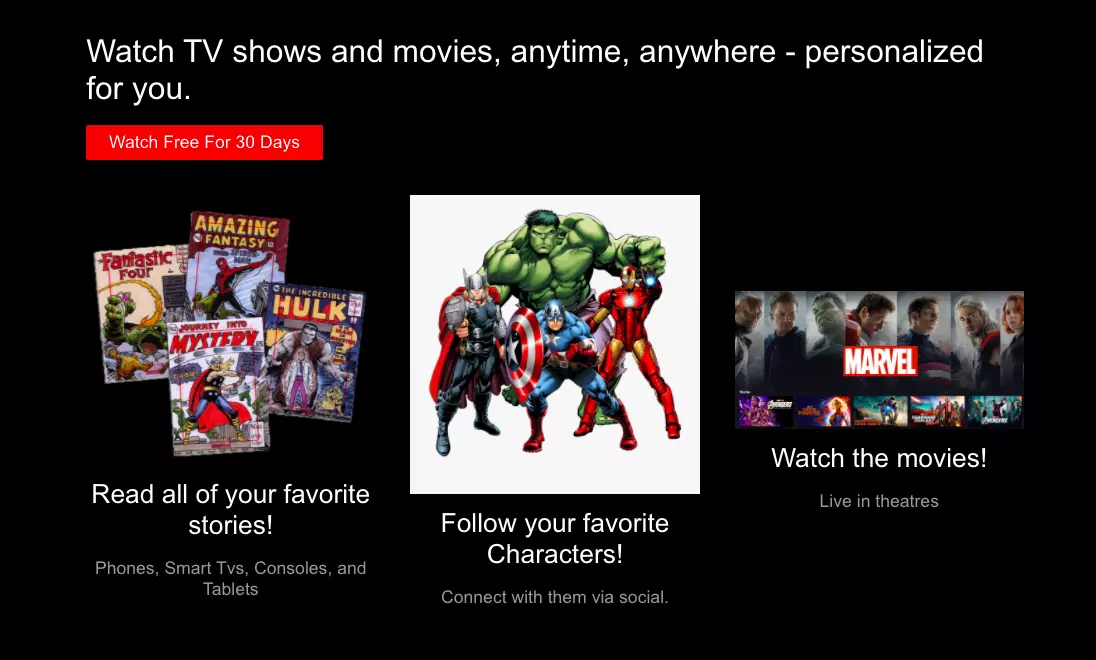 Watch TV shows and movies, anytime, anywhere - personalized
for you.
Watch Free For 30 Days
AMAZING
FANTASY
Fantastic
Four
THE INCREDIBLE
HULK
JOURNEY INTO
MYSTERY
MARVEL
AVENGERS
Read all of your favorite
stories!
Phones, Smart Tvs, Consoles, and
Tablets
Follow your favorite
Characters!
Connect with them via social.
Watch the movies!
Live in theatres